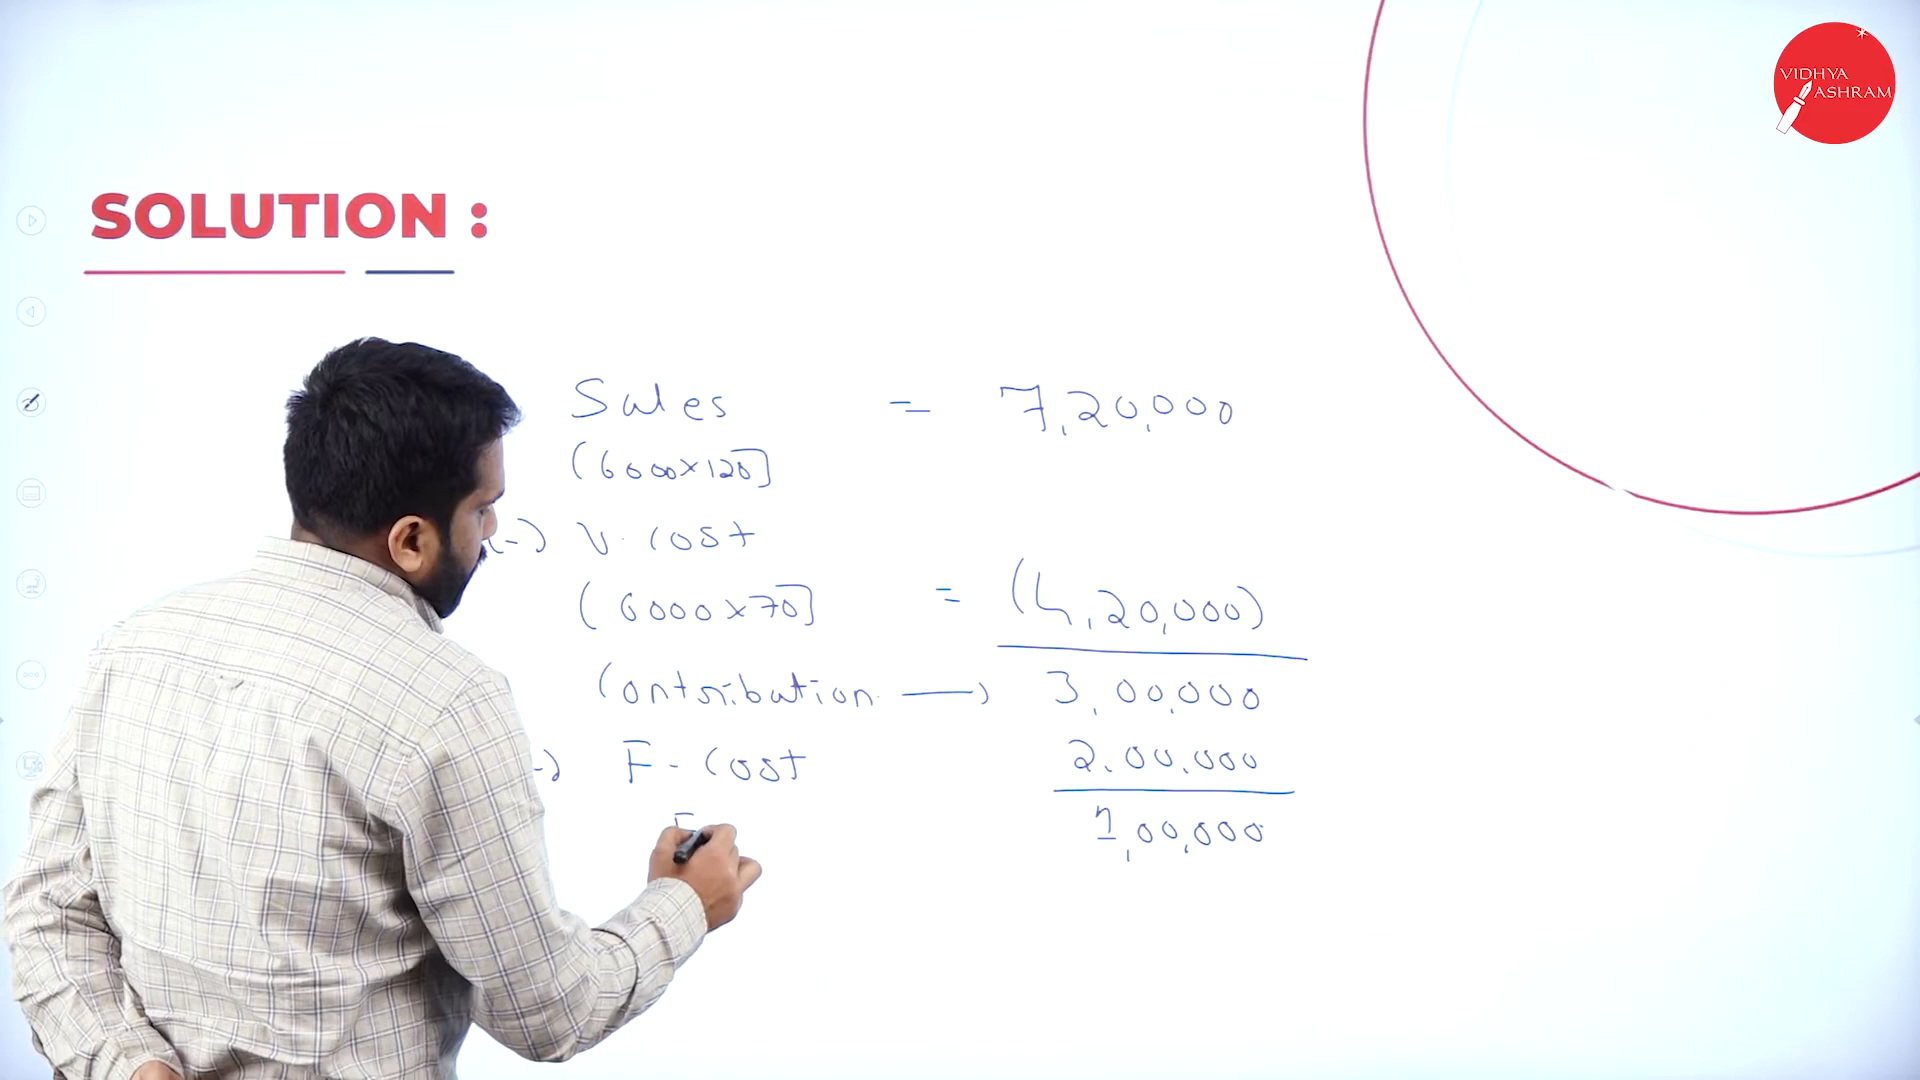 VIDHYA
ASHRAM
SOLUTION :
Sales = 7,20,000
(6000×120]
(-) V. Cost
(6000×70] = (4,20,000)
Contribution. → 3,00,000
-) F- Cost 2,00,000
1,00,000